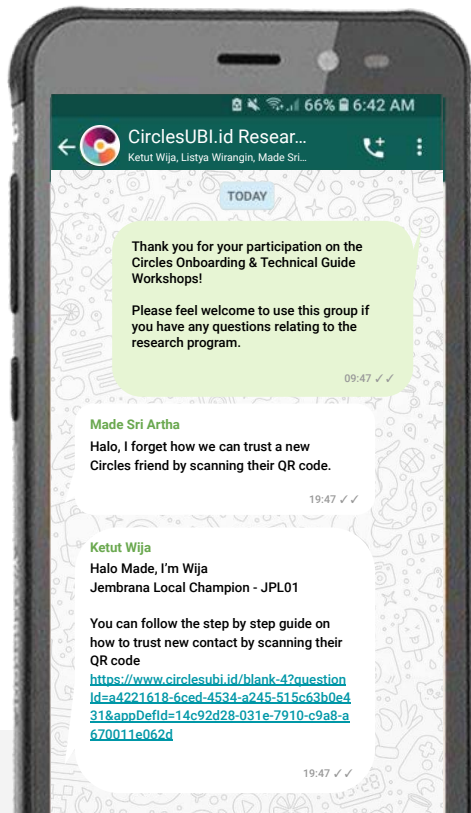 66% 6:42 AM
CirclesUBI.id Resear...
Ketut Wija, Listya Wirangin, Made Sri...
TODAY
Thank you for your participation on the
Circles Onboarding & Technical Guide
Workshops!
Please feel welcome to use this group if
you have any questions relating to the
research program.
09:47
Made Sri Artha
Halo, I forget how we can trust a new
Circles friend by scanning their QR code.
19:47
Ketut Wija
Halo Made, I'm Wija
Jembrana Local Champion - JPL01
You can follow the step by step guide on
how to trust new contact by scanning their
QR code
https://www.circlesubi.id/blank-4?question
Id=a4221618-6ced-4534-a245-515c63b0e4
31&appDefId=14c92d28-031e-7910-c9a8-a
670011e062d
19:47